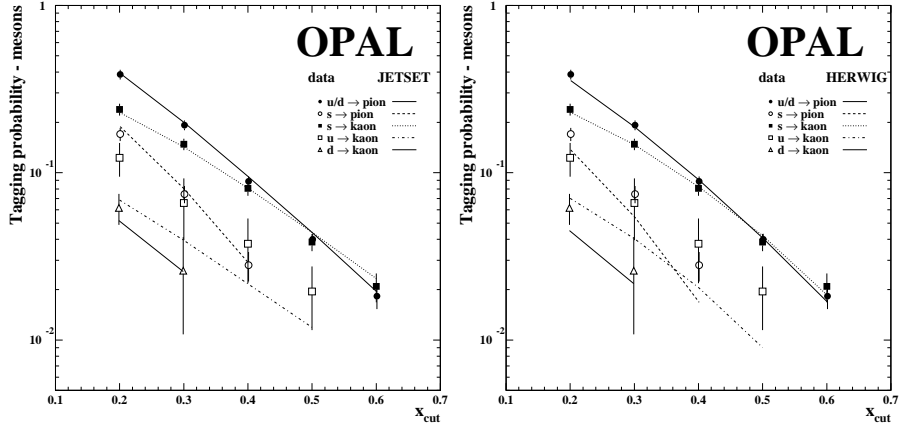 Tagging probability - mesons
1
10 -1
10 -2
OPAL
data JETSET
u/d → pion
s → pion
s → kaon
u → kaon
d → kaon
0.1 0.2 0.3 0.4 0.5 0.6 0.7
xcut
Tagging probability - mesons
1
10 -1
10 -2
OPAL
data HERWIG
u/d → pion
s → pion
s → kaon
u → kaon
d → kaon
0.1 0.2 0.3 0.4 0.5 0.6 0.7
xcut